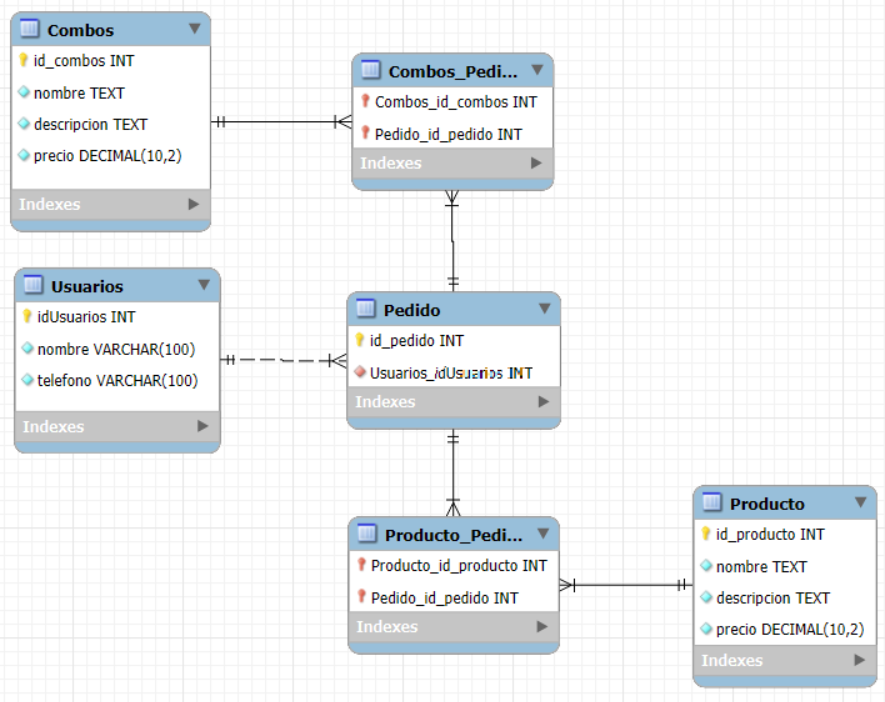 Combos
id_combos INT
nombre TEXT
descripcion TEXT
precio DECIMAL(10,2)
Indexes
Combos_Pedi...
Combos_id_combos INT
Pedido_id_pedido INT
Indexes
Usuarios
idUsuarios INT
nombre VARCHAR(100)
telefono VARCHAR(100)
Indexes
Pedido
id_pedido INT
Usuarios_idUsuarios INT
Indexes
Producto_Pedi...
Producto_id_producto INT
Pedido_id_pedido INT
Indexes
Producto
id_producto INT
nombre TEXT
descripcion TEXT
precio DECIMAL(10,2)
Indexes